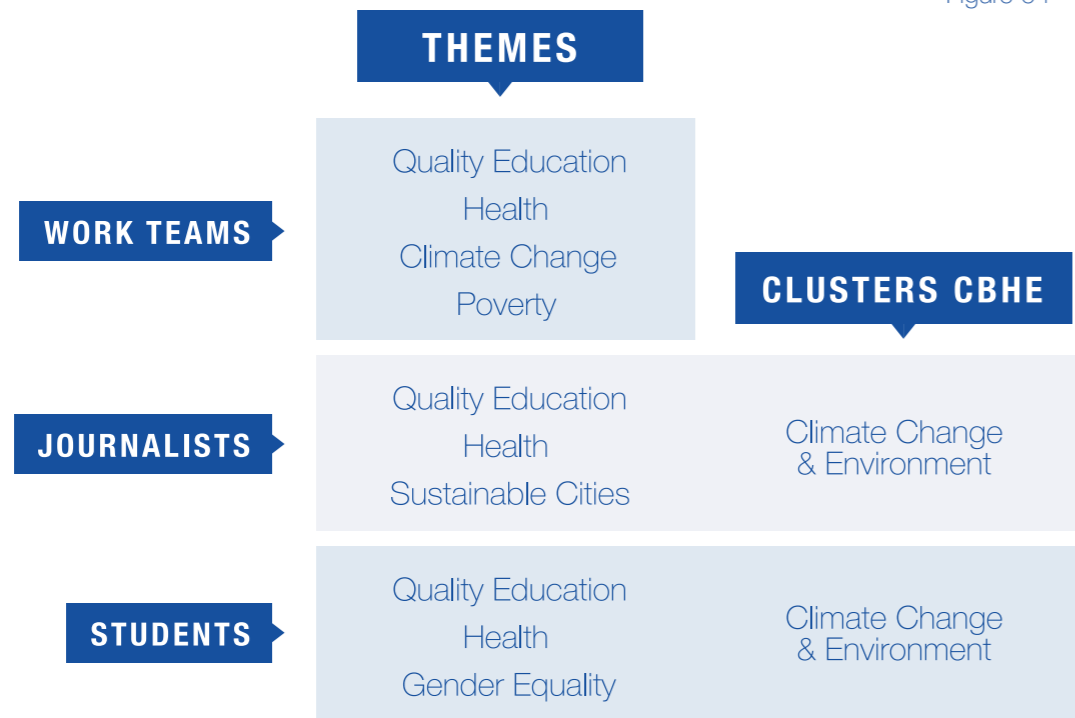 THEMES
WORK TEAMS
Quality Education
Health
Climate Change
Poverty
CLUSTERS CBHE
JOURNALISTS
Quality Education
Health
Sustainable Cities
Climate Change
& Environment
STUDENTS
Quality Education
Health
Gender Equality
Climate Change
& Environment